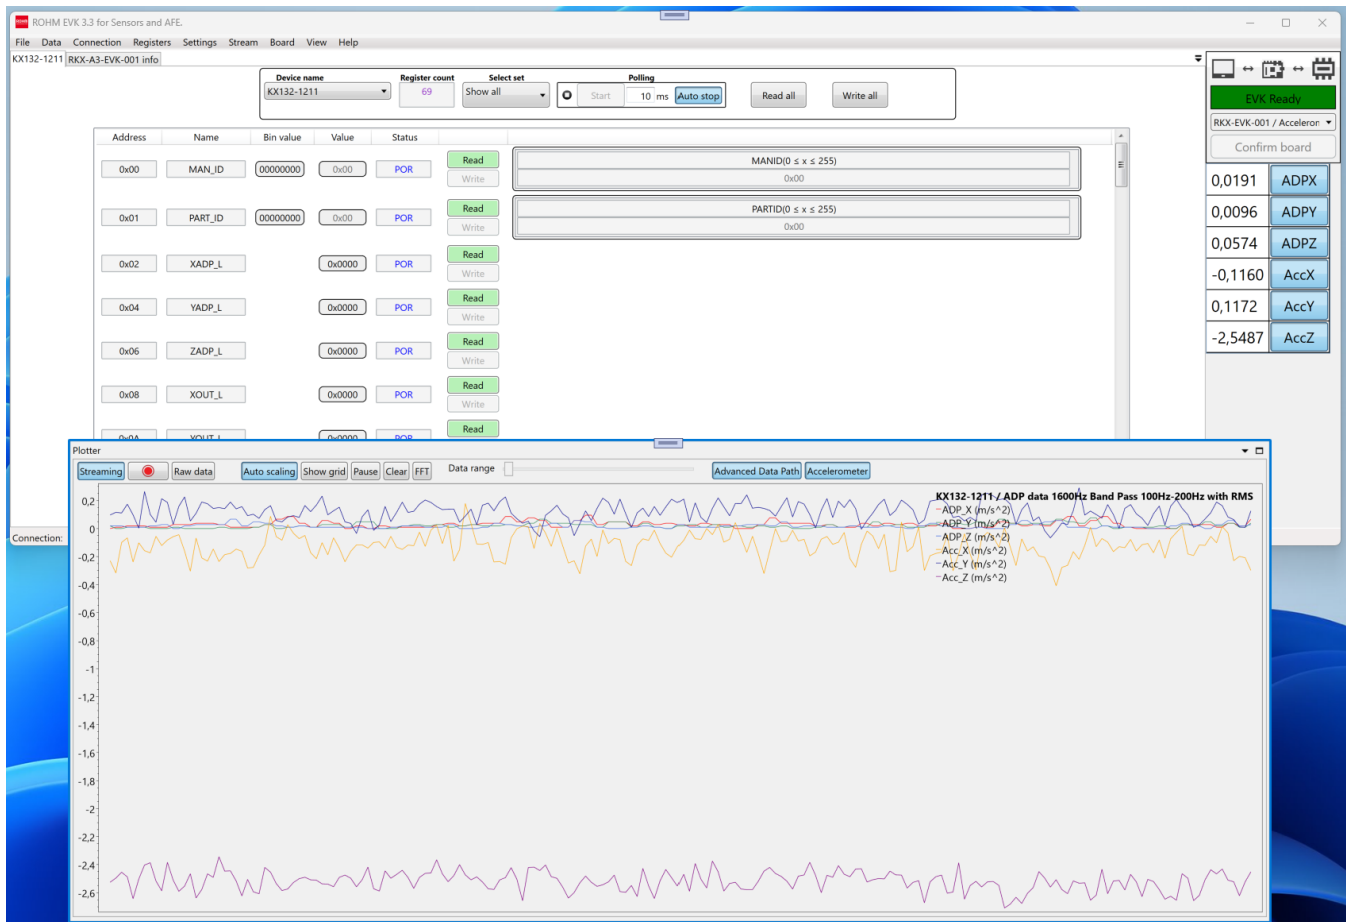 ROHM EVK 3.3 for Sensors and AFE.
File Data Connection Registers Settings Stream Board View Help
KX132-1211 RKX-A3-EVK-001 info
Device name Register count Select set Polling
KX132-1211 69 Show all Start 10 ms Auto stop Read all Write all
Address Name Bin value Value Status
0x00 MAN_ID 00000000 0x00 POR Read Write MANID(0 ≤ x ≤ 255) 0x00
0x01 PART_ID 00000000 0x00 POR Read Write PARTID(0 ≤ x ≤ 255) 0x00
0x02 XADP_L 0x0000 POR Read Write
0x04 YADP_L 0x0000 POR Read Write
0x06 ZADP_L 0x0000 POR Read Write
0x08 XOUT_L 0x0000 POR Read Write
0x0A YOUT_L 0x0000 POR Read
EVK Ready
RKX-EVK-001 / Acceleron
Confirm board
0,0191 ADPX
0,0096 ADPY
0,0574 ADPZ
-0,1160 AccX
0,1172 AccY
-2,5487 AccZ
Connection:
Plotter
Streaming Raw data Auto scaling Show grid Pause Clear FFT Data range Advanced Data Path Accelerometer
KX132-1211 / ADP data 1600Hz Band Pass 100Hz-200Hz with RMS
ADP_X (m/s^2)
ADP_Y (m/s^2)
ADP_Z (m/s^2)
Acc_X (m/s^2)
Acc_Y (m/s^2)
Acc_Z (m/s^2)
0,2
0
-0,2
-0,4
-0,6
-0,8
-1
-1,2
-1,4
-1,6
-1,8
-2
-2,2
-2,4
-2,6